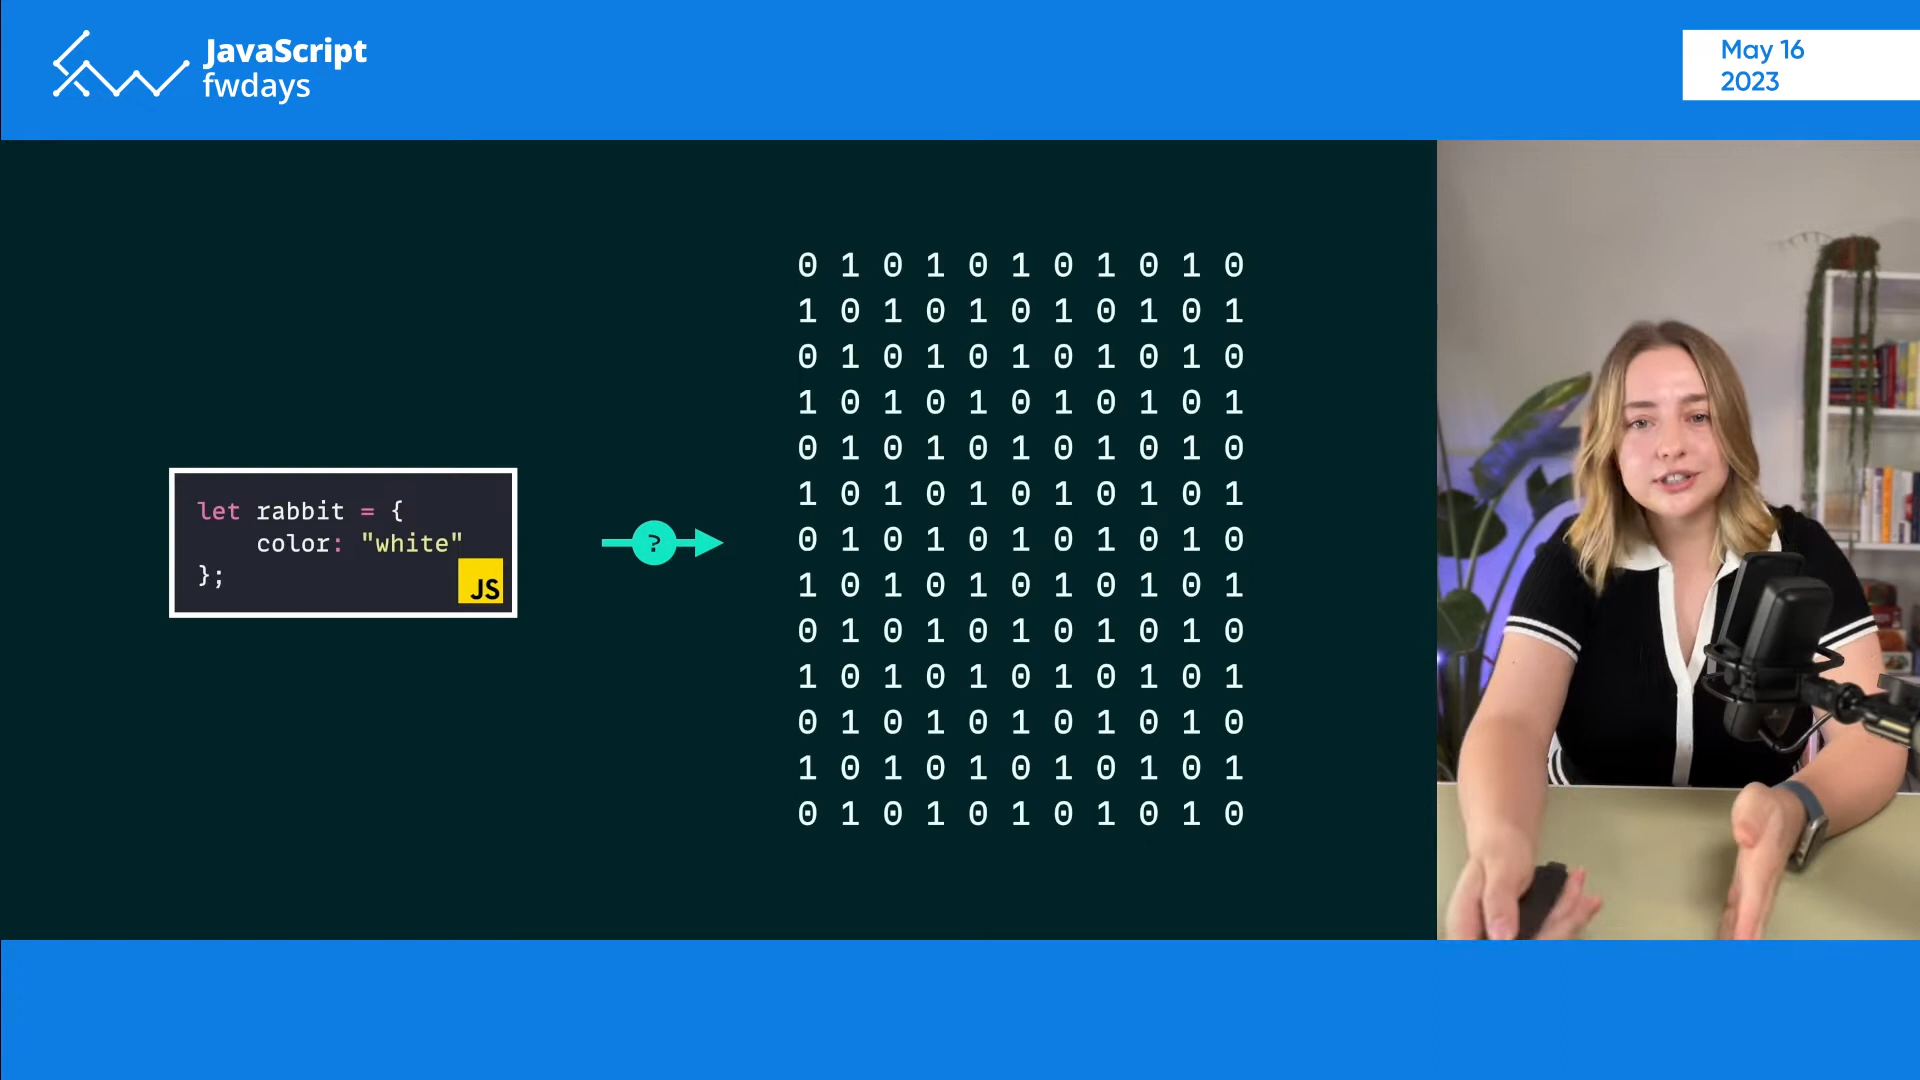 JavaScript
fwdays
May 16
2023
let rabbit = {
color: "white"
};
JS
?
0 1 0 1 0 1 0 1 0 1 0
1 0 1 0 1 0 1 0 1 0 1
0 1 0 1 0 1 0 1 0 1 0
1 0 1 0 1 0 1 0 1 0 1
0 1 0 1 0 1 0 1 0 1 0
1 0 1 0 1 0 1 0 1 0 1
0 1 0 1 0 1 0 1 0 1 0
1 0 1 0 1 0 1 0 1 0 1
0 1 0 1 0 1 0 1 0 1 0
1 0 1 0 1 0 1 0 1 0 1
0 1 0 1 0 1 0 1 0 1 0
1 0 1 0 1 0 1 0 1 0 1
0 1 0 1 0 1 0 1 0 1 0